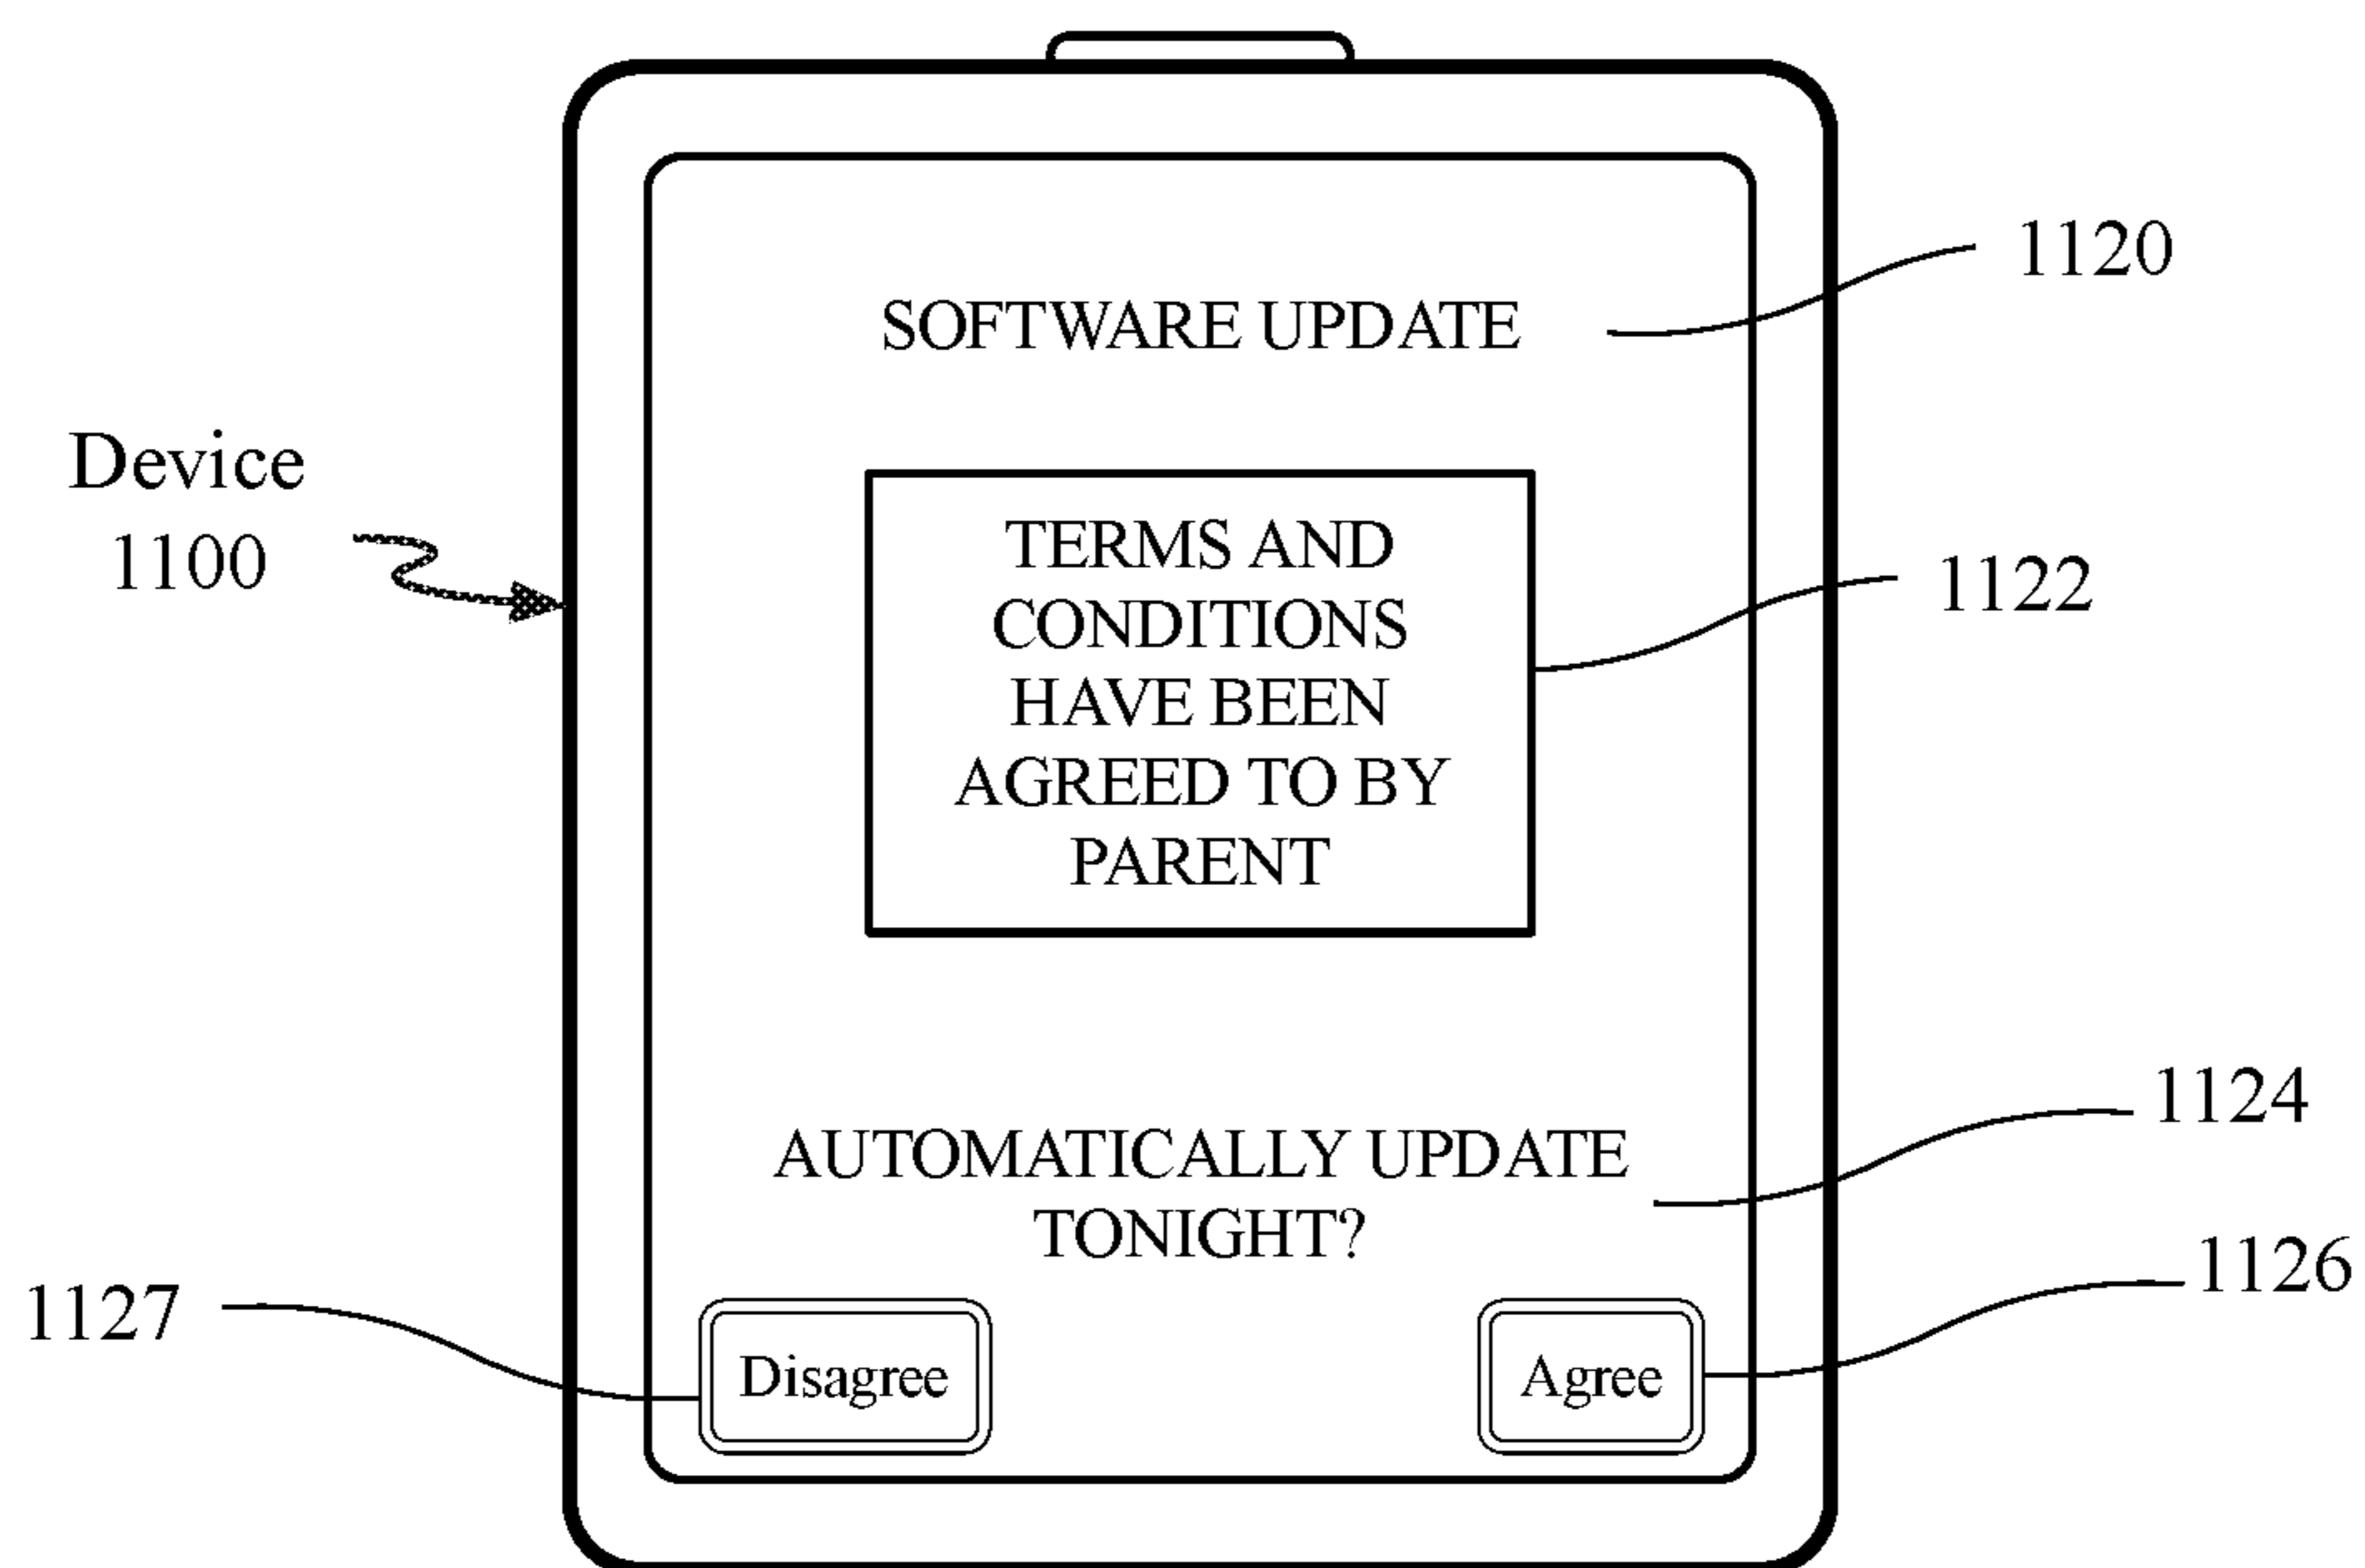 1120
SOFTWARE UPDATE
Device
1100
TERMS AND
CONDITIONS
HAVE BEEN
AGREED TO BY
PARENT
1122
1124
AUTOMATICALLY UPDATE
TONIGHT?
1126
1127
Disagree
Agree